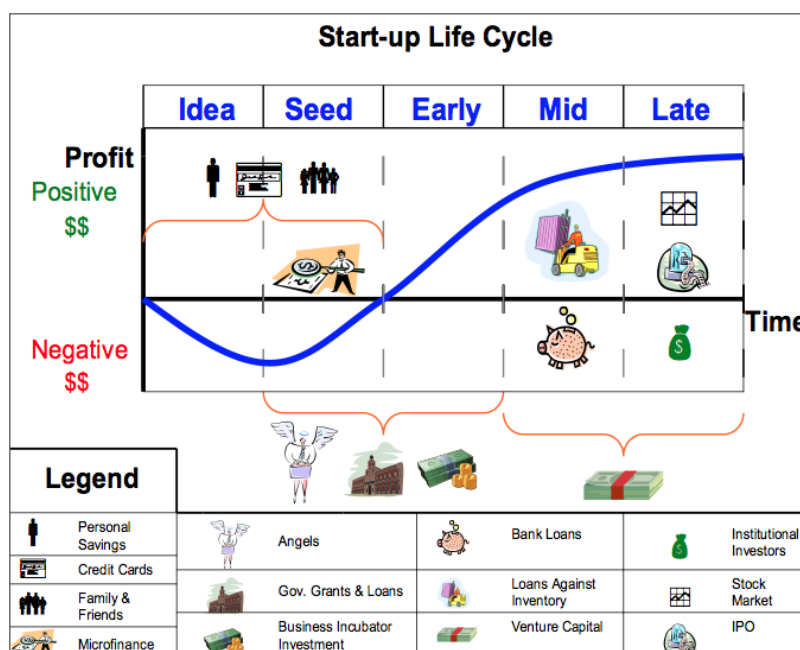 Start-up Life Cycle
Idea Seed Early Mid Late
Profit
Positive
$$
Time
Negative
$$
Legend
Personal
Savings
Credit Cards
Family &
Friends
Microfinance
Angels
Gov. Grants & Loans
Business Incubator
Investment
Bank Loans
Loans Against
Inventory
Venture Capital
Institutional
Investors
Stock
Market
IPO